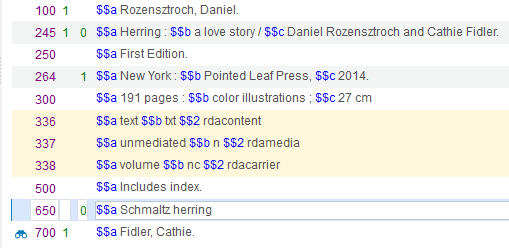 100 1 $$a Rozensztroch, Daniel.
245 1 0 $$a Herring : $$b a love story / $$c Daniel Rozensztroch and Cathie Fidler.
250 $$a First Edition.
264 1 $$a New York : $$b Pointed Leaf Press, $$c 2014.
300 $$a 191 pages : $$b color illustrations ; $$c 27 cm
336 $$a text $$b txt $$2 rdacontent
337 $$a unmediated $$b n $$2 rdamedia
338 $$a volume $$b nc $$2 rdacarrier
500 $$a Includes index.
650 0 $$a Schmaltz herring
700 1 $$a Fidler, Cathie.